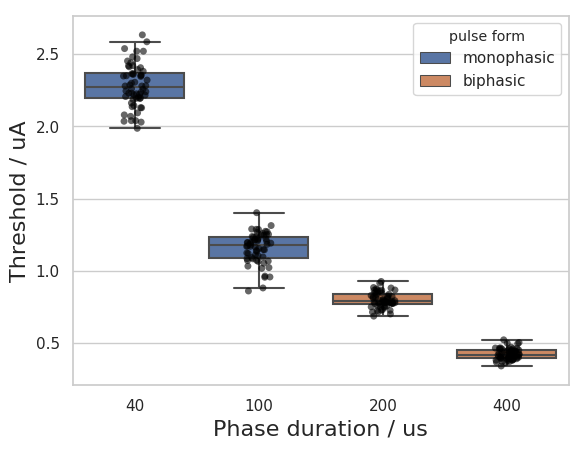 pulse form
monophasic
biphasic
2.5
2.0
1.5
1.0
0.5
Threshold / uA
40 100 200 400
Phase duration / us